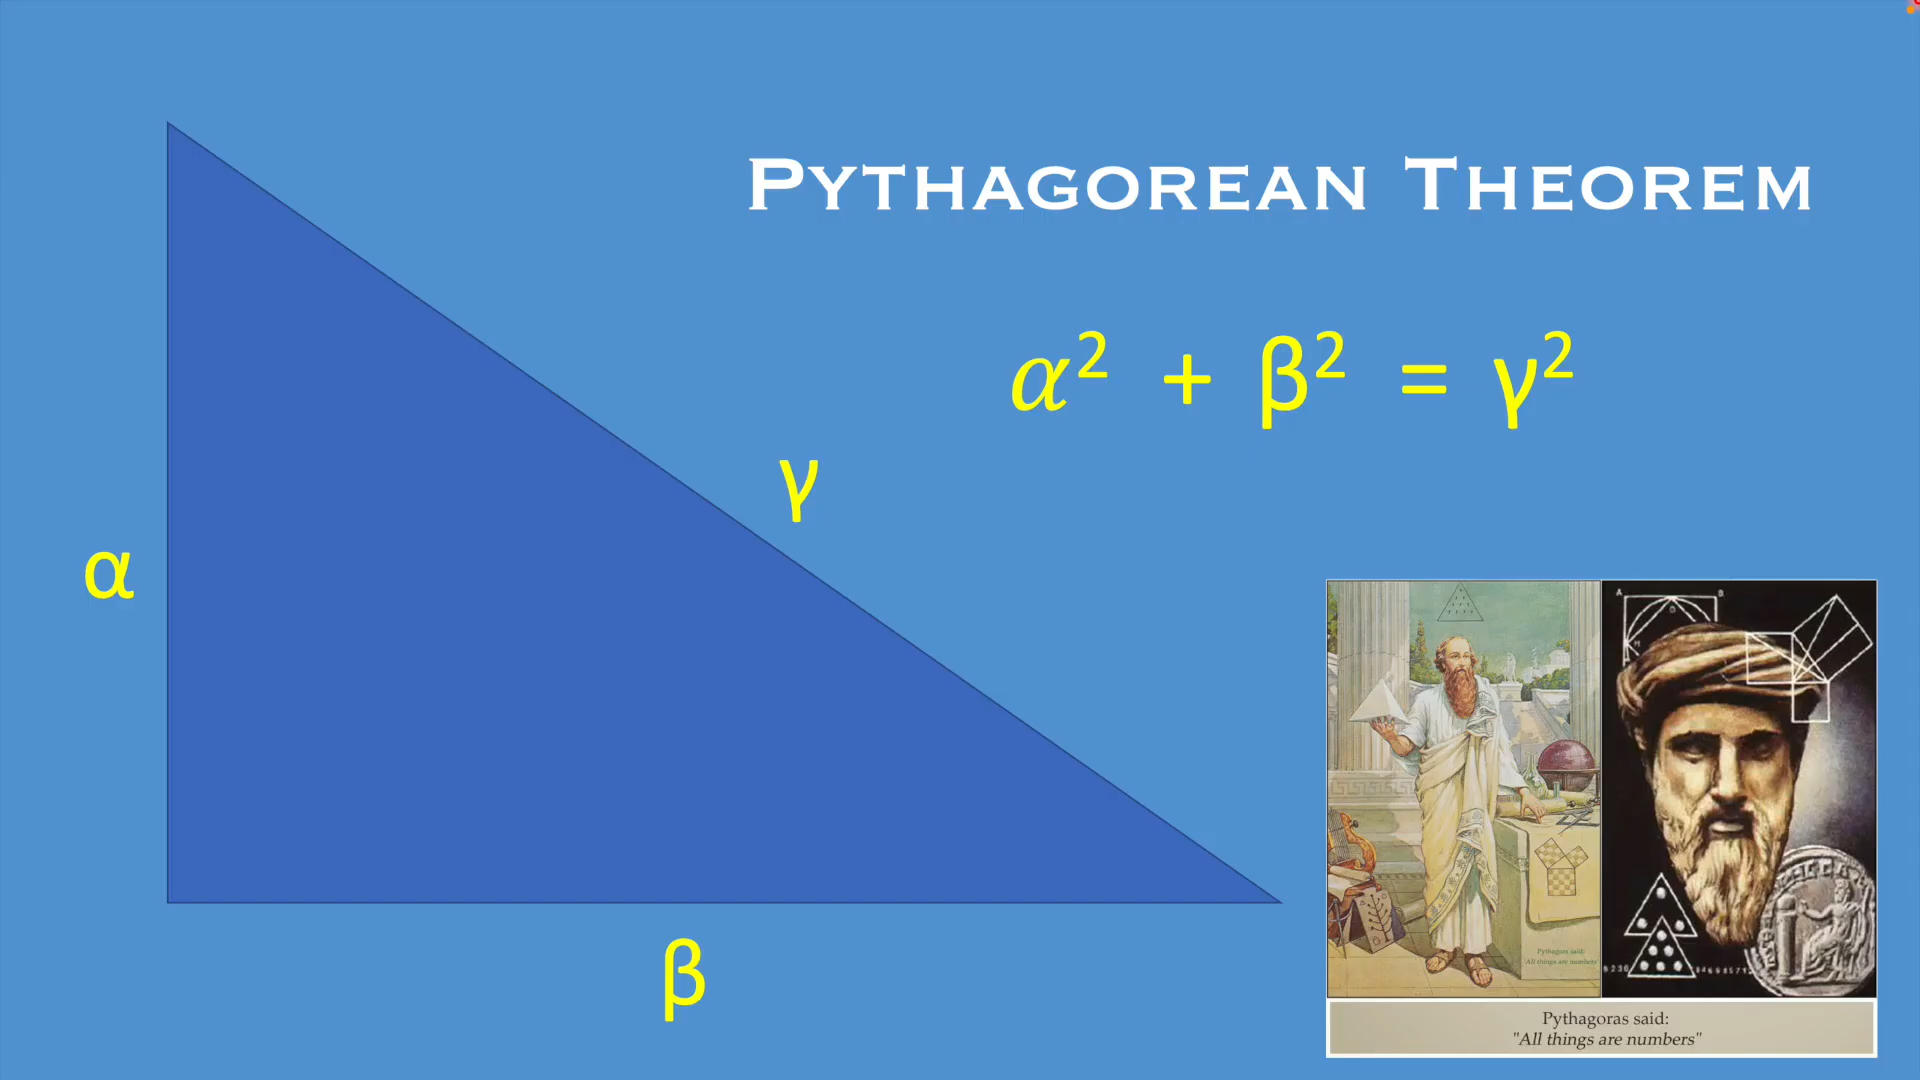 Pythagorean Theorem
α² + β² = γ²
γ
α
β
A B
Pythagoras said:
"All things are numbers"